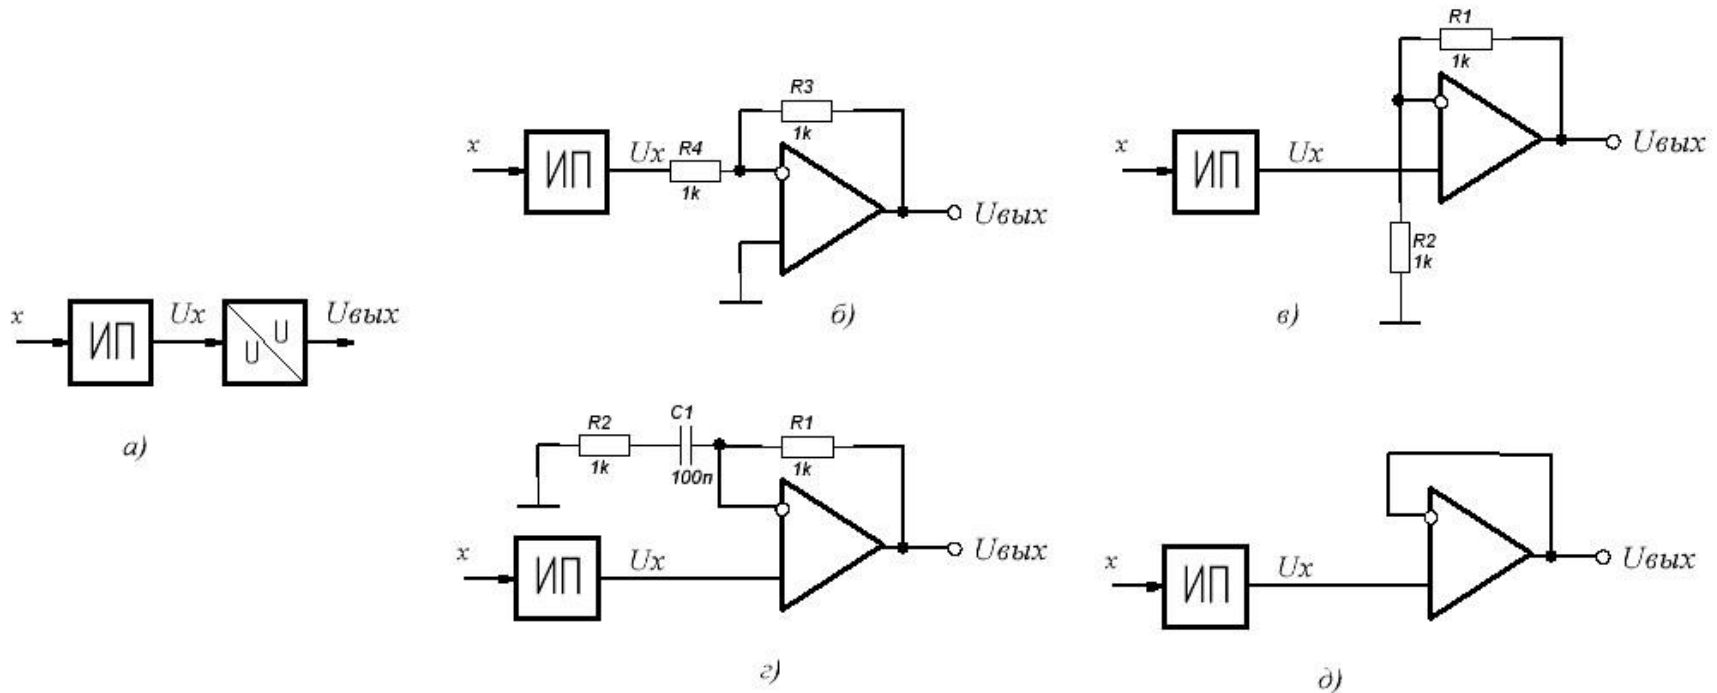 x
ИП
Ux
U
U
Uвых
а)
R3
1k
x
ИП
Ux
R4
1k
Uвых
б)
R1
1k
x
ИП
Ux
R2
1k
Uвых
в)
R2
1k
C1
100n
R1
1k
x
ИП
Ux
Uвых
г)
x
ИП
Ux
Uвых
д)